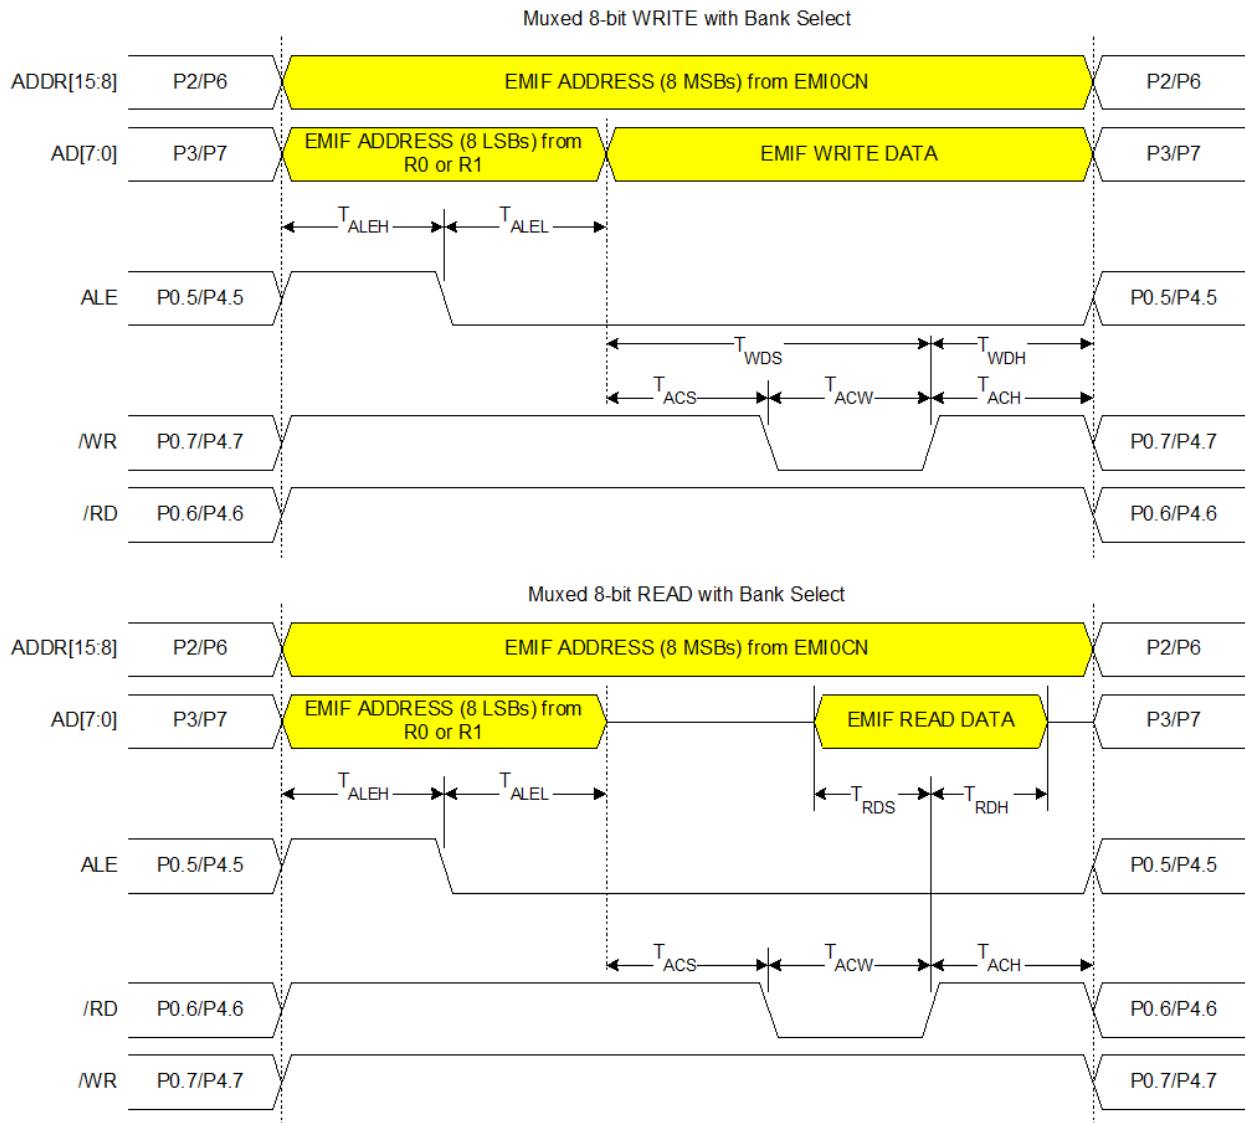 Muxed 8-bit WRITE with Bank Select
ADDR[15:8] P2/P6 EMIF ADDRESS (8 MSBs) from EMI0CN P2/P6
AD[7:0] P3/P7 EMIF ADDRESS (8 LSBs) from R0 or R1 EMIF WRITE DATA P3/P7
TALEH TALEL
ALE P0.5/P4.5 P0.5/P4.5
TWDS TWDH
TACS TACW TACH
/WR P0.7/P4.7 P0.7/P4.7
/RD P0.6/P4.6 P0.6/P4.6
Muxed 8-bit READ with Bank Select
ADDR[15:8] P2/P6 EMIF ADDRESS (8 MSBs) from EMI0CN P2/P6
AD[7:0] P3/P7 EMIF ADDRESS (8 LSBs) from R0 or R1 EMIF READ DATA P3/P7
TALEH TALEL TRDS TRDH
ALE P0.5/P4.5 P0.5/P4.5
TACS TACW TACH
/RD P0.6/P4.6 P0.6/P4.6
/WR P0.7/P4.7 P0.7/P4.7